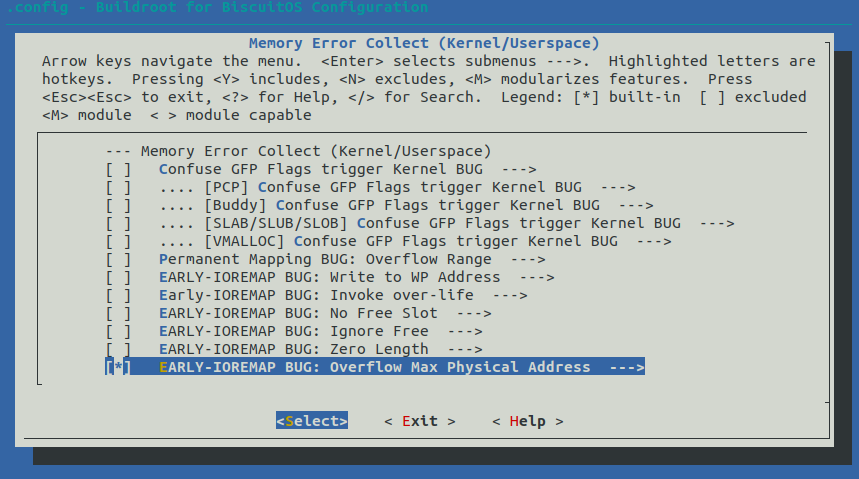 .config - Buildroot for BiscuitOS Configuration
Memory Error Collect (Kernel/Userspace)
Arrow keys navigate the menu.  <Enter> selects submenus --->.  Highlighted letters are
hotkeys.  Pressing <Y> includes, <N> excludes, <M> modularizes features.  Press
<Esc><Esc> to exit, <?> for Help, </> for Search.  Legend: [*] built-in  [ ] excluded
<M> module  < > module capable
--- Memory Error Collect (Kernel/Userspace)
[ ]   Confuse GFP Flags trigger Kernel BUG  --->
[ ]   .... [PCP] Confuse GFP Flags trigger Kernel BUG  --->
[ ]   .... [Buddy] Confuse GFP Flags trigger Kernel BUG  --->
[ ]   .... [SLAB/SLUB/SLOB] Confuse GFP Flags trigger Kernel BUG  --->
[ ]   .... [VMALLOC] Confuse GFP Flags trigger Kernel BUG  --->
[ ]   Permanent Mapping BUG: Overflow Range  --->
[ ]   EARLY-IOREMAP BUG: Write to WP Address  --->
[ ]   Early-IOREMAP BUG: Invoke over-life  --->
[ ]   EARLY-IOREMAP BUG: No Free Slot  --->
[ ]   EARLY-IOREMAP BUG: Ignore Free  --->
[ ]   EARLY-IOREMAP BUG: Zero Length  --->
[*]   EARLY-IOREMAP BUG: Overflow Max Physical Address  --->
<Select>    < Exit >    < Help >